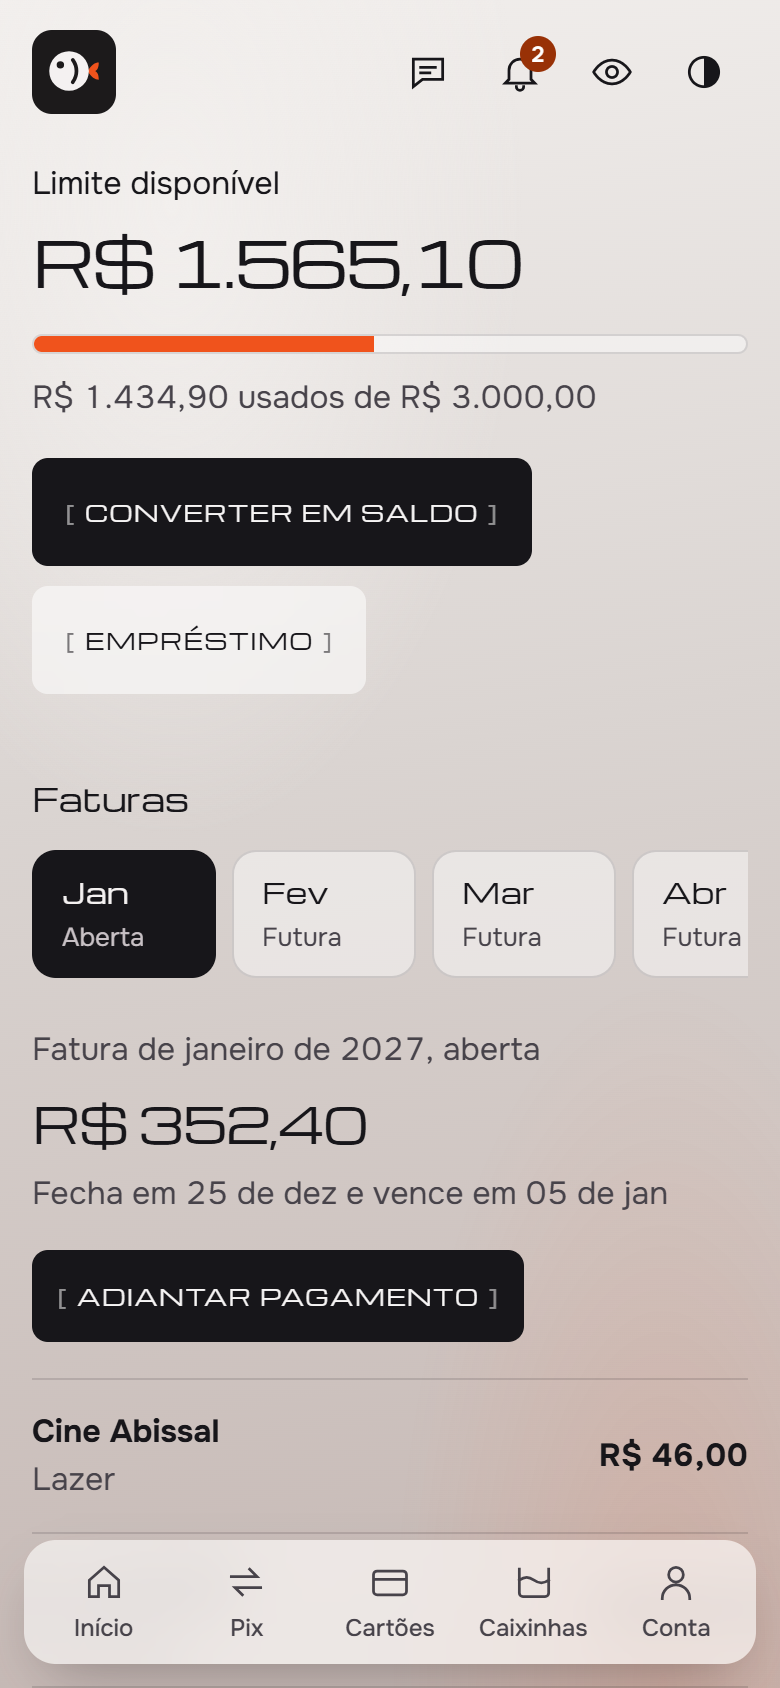 2
Limite disponível
R$ 1.565,10
R$ 1.434,90 usados de R$ 3.000,00
[ CONVERTER EM SALDO ]
[ EMPRÉSTIMO ]
Faturas
Jan
Aberta
Fev
Futura
Mar
Futura
Abr
Futura
Fatura de janeiro de 2027, aberta
R$ 352,40
Fecha em 25 de dez e vence em 05 de jan
[ ADIANTAR PAGAMENTO ]
Cine Abissal
Lazer
R$ 46,00
Início
Pix
Cartões
Caixinhas
Conta